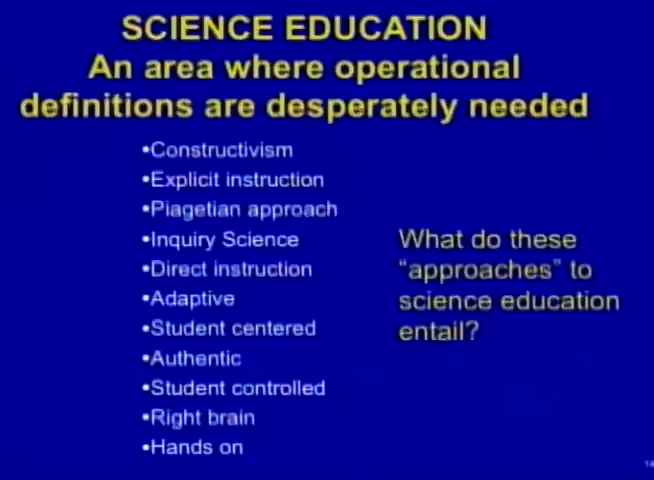 SCIENCE EDUCATION
An area where operational
definitions are desperately needed
•Constructivism
•Explicit instruction
•Piagetian approach
•Inquiry Science
•Direct instruction
•Adaptive
•Student centered
•Authentic
•Student controlled
•Right brain
•Hands on
What do these
“approaches” to
science education
entail?